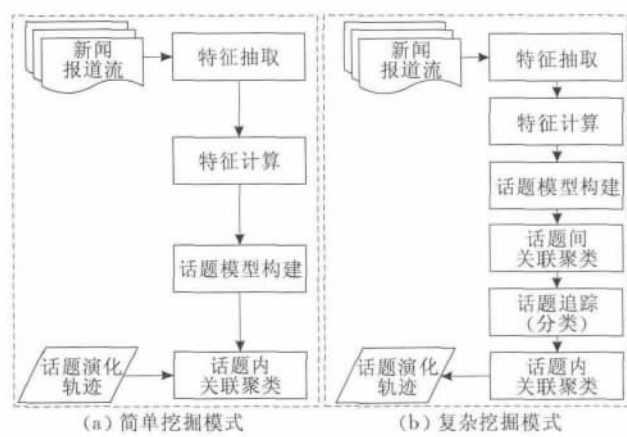 新闻
报道流
特征抽取
特征计算
话题模型构建
话题演化
轨迹
话题内
关联聚类
(a) 简单挖掘模式
新闻
报道流
特征抽取
特征计算
话题模型构建
话题间
关联聚类
话题追踪
(分类)
话题演化
轨迹
话题内
关联聚类
(b) 复杂挖掘模式